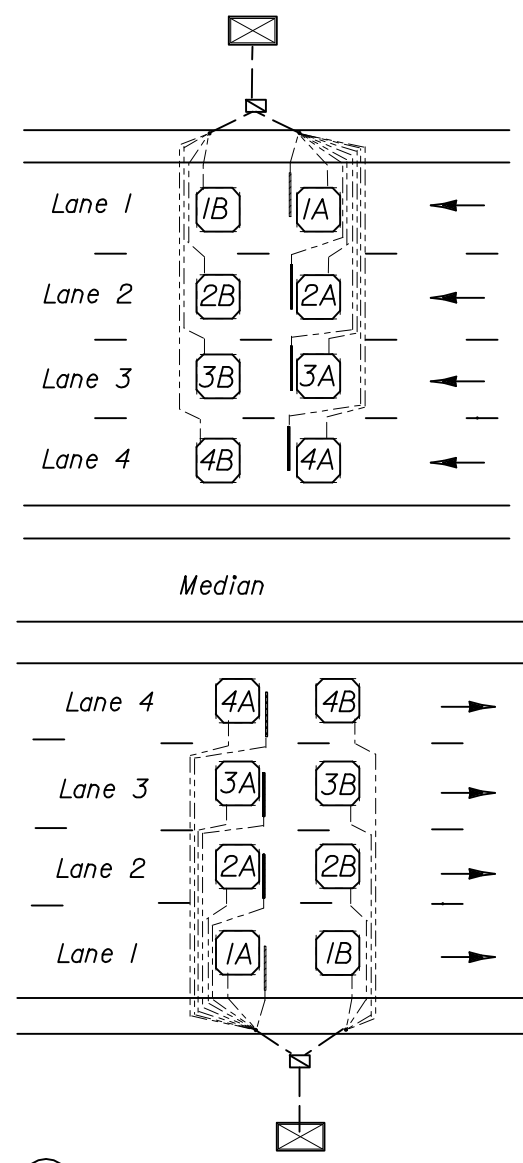 Lane 1 1B 1A
Lane 2 2B 2A
Lane 3 3B 3A
Lane 4 4B 4A
Median
Lane 4 4A 4B
Lane 3 3A 3B
Lane 2 2A 2B
Lane 1 1A 1B